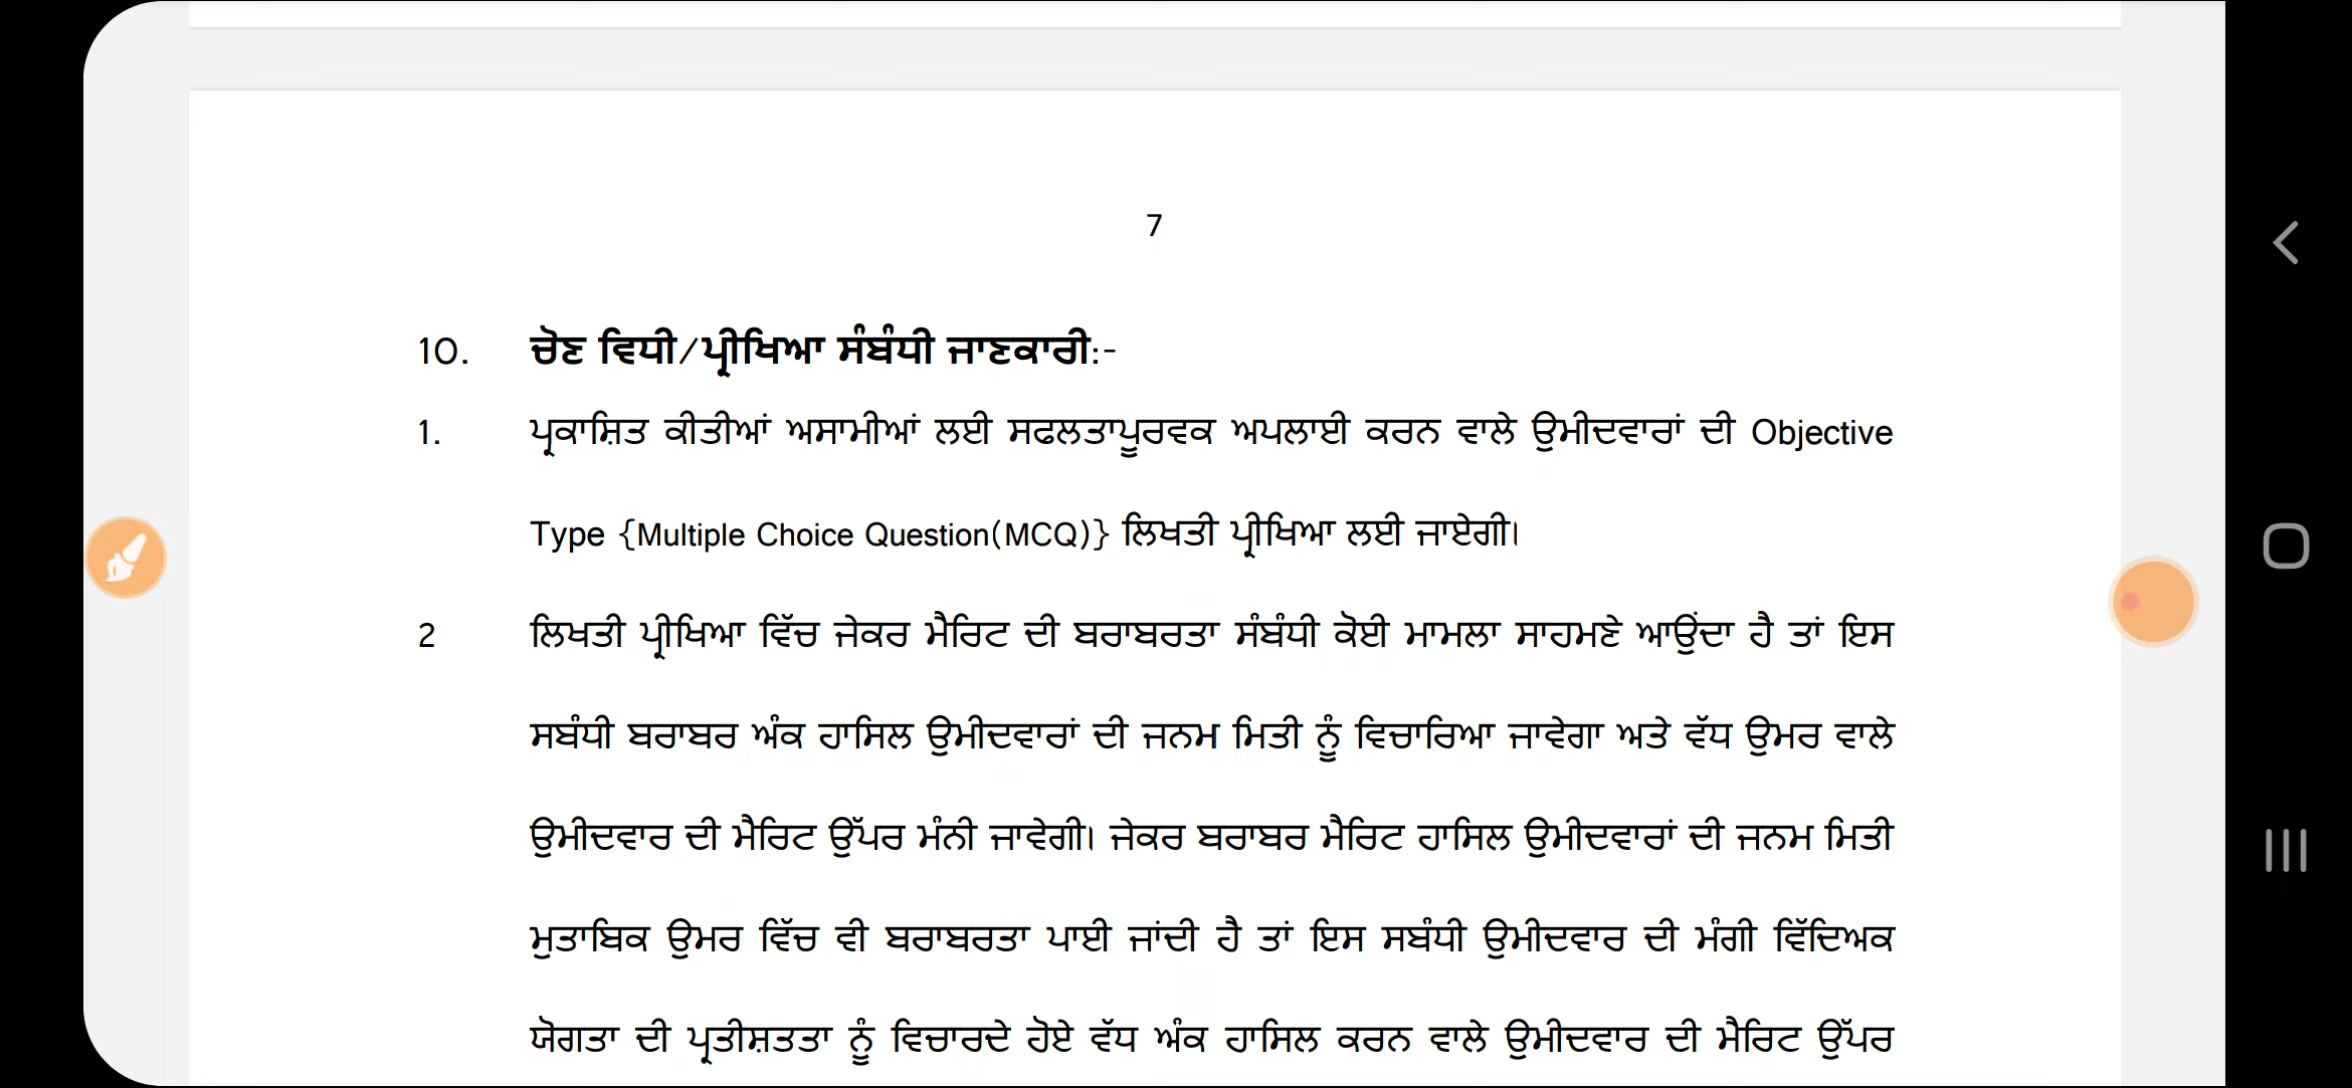 7
10. ਚੋਣ ਵਿਧੀ/ਪ੍ਰੀਖਿਆ ਸੰਬੰਧੀ ਜਾਣਕਾਰੀ:-
1. ਪ੍ਰਕਾਸ਼ਿਤ ਕੀਤੀਆਂ ਅਸਾਮੀਆਂ ਲਈ ਸਫਲਤਾਪੂਰਵਕ ਅਪਲਾਈ ਕਰਨ ਵਾਲੇ ਉਮੀਦਵਾਰਾਂ ਦੀ Objective
Type {Multiple Choice Question(MCQ)} ਲਿਖਤੀ ਪ੍ਰੀਖਿਆ ਲਈ ਜਾਏਗੀ।
2 ਲਿਖਤੀ ਪ੍ਰੀਖਿਆ ਵਿੱਚ ਜੇਕਰ ਮੈਰਿਟ ਦੀ ਬਰਾਬਰਤਾ ਸੰਬੰਧੀ ਕੋਈ ਮਾਮਲਾ ਸਾਹਮਣੇ ਆਉਂਦਾ ਹੈ ਤਾਂ ਇਸ
ਸਬੰਧੀ ਬਰਾਬਰ ਅੰਕ ਹਾਸਿਲ ਉਮੀਦਵਾਰਾਂ ਦੀ ਜਨਮ ਮਿਤੀ ਨੂੰ ਵਿਚਾਰਿਆ ਜਾਵੇਗਾ ਅਤੇ ਵੱਧ ਉਮਰ ਵਾਲੇ
ਉਮੀਦਵਾਰ ਦੀ ਮੈਰਿਟ ਉੱਪਰ ਮੰਨੀ ਜਾਵੇਗੀ। ਜੇਕਰ ਬਰਾਬਰ ਮੈਰਿਟ ਹਾਸਿਲ ਉਮੀਦਵਾਰਾਂ ਦੀ ਜਨਮ ਮਿਤੀ
ਮੁਤਾਬਿਕ ਉਮਰ ਵਿੱਚ ਵੀ ਬਰਾਬਰਤਾ ਪਾਈ ਜਾਂਦੀ ਹੈ ਤਾਂ ਇਸ ਸਬੰਧੀ ਉਮੀਦਵਾਰ ਦੀ ਮੰਗੀ ਵਿੱਦਿਅਕ
ਯੋਗਤਾ ਦੀ ਪ੍ਰਤੀਸ਼ਤਤਾ ਨੂੰ ਵਿਚਾਰਦੇ ਹੋਏ ਵੱਧ ਅੰਕ ਹਾਸਿਲ ਕਰਨ ਵਾਲੇ ਉਮੀਦਵਾਰ ਦੀ ਮੈਰਿਟ ਉੱਪਰ